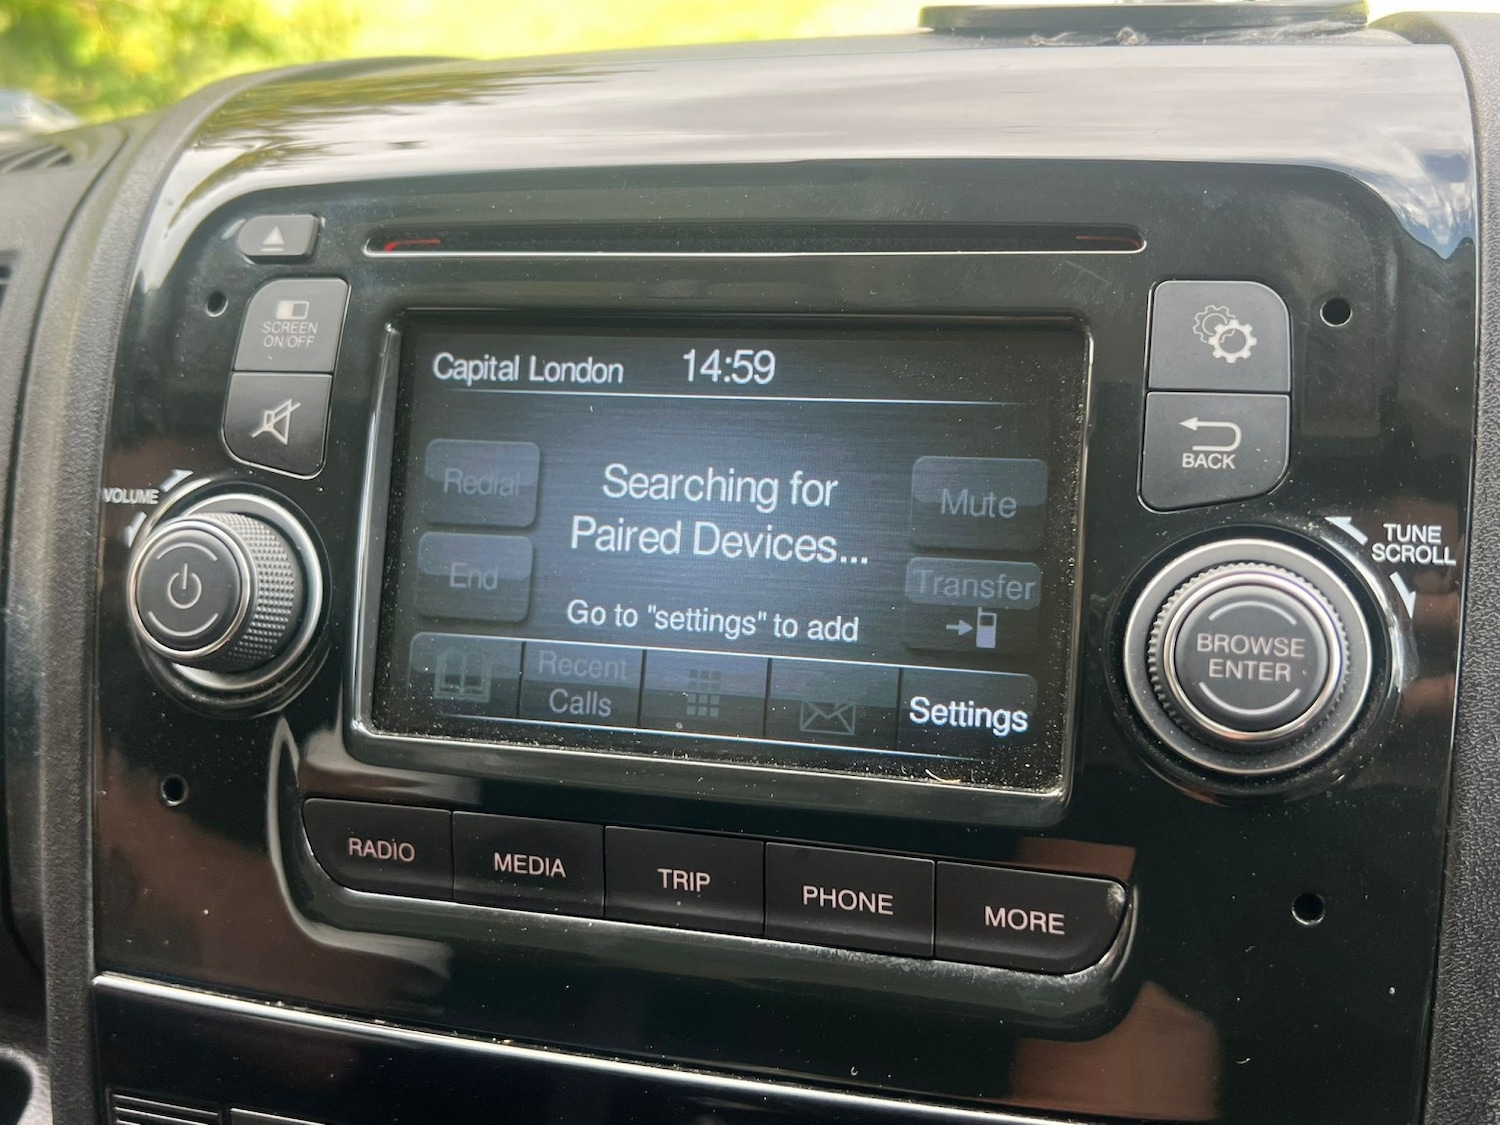 SCREEN
ON/OFF
VOLUME
Capital London 14:59
Redial
Searching for
Paired Devices...
Mute
End
Go to "settings" to add
Transfer
Recent
Calls
Settings
BACK
TUNE
SCROLL
BROWSE
ENTER
RADIO
MEDIA
TRIP
PHONE
MORE